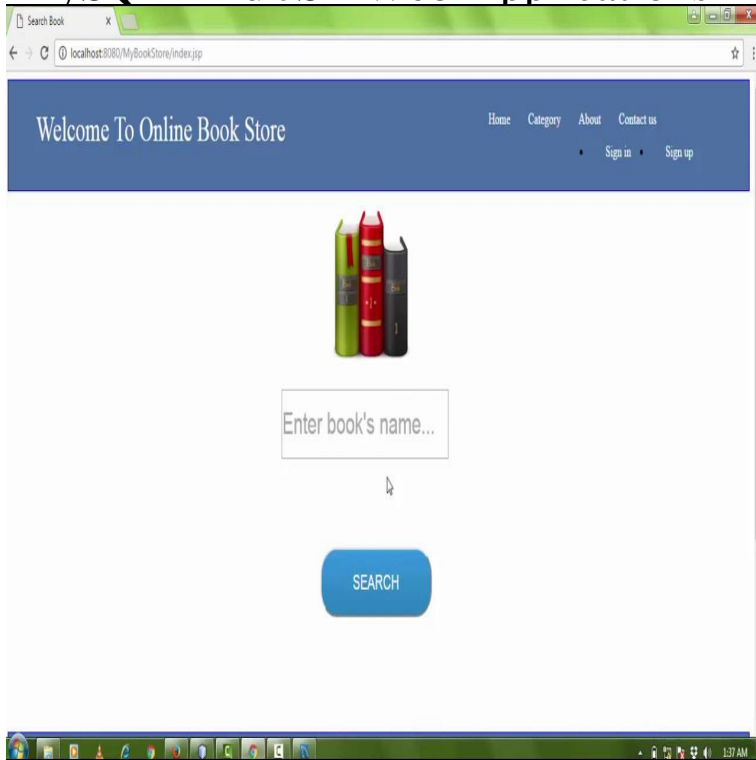 Search Book
localhost:8080/MyBookStore/index.jsp
Welcome To Online Book Store
Home Category About Contact us
• Sign in • Sign up
Enter book's name...
SEARCH
1:37 AM